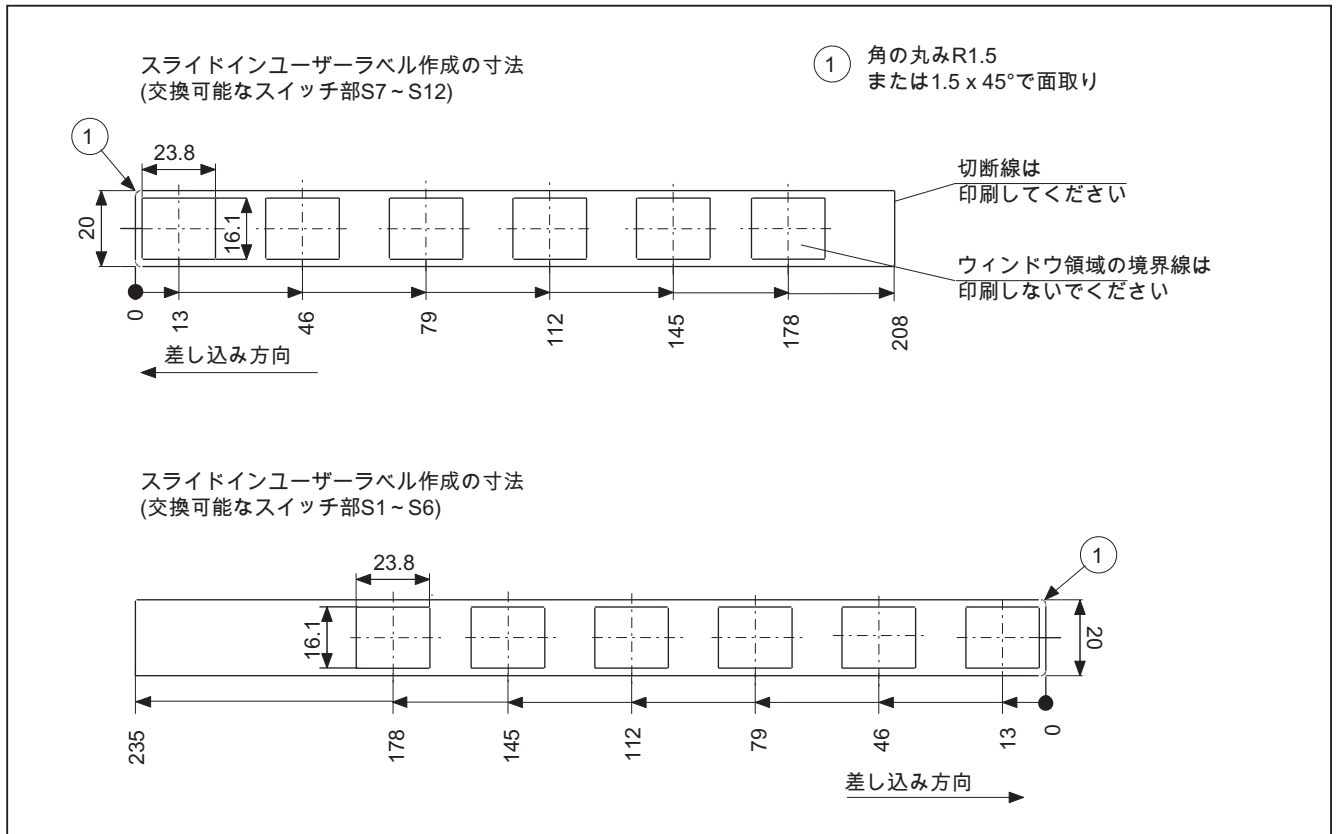 スライドインユーザーラベル作成の寸法
(交換可能なスイッチ部S7～S12)
1
角の丸みR1.5
または1.5 x 45°で面取り
1
23.8
20
16.1
切断線は
印刷してください
ウィンドウ領域の境界線は
印刷しないでください
0
13
46
79
112
145
178
208
差し込み方向
スライドインユーザーラベル作成の寸法
(交換可能なスイッチ部S1～S6)
23.8
1
16.1
20
235
178
145
112
79
46
13
0
差し込み方向